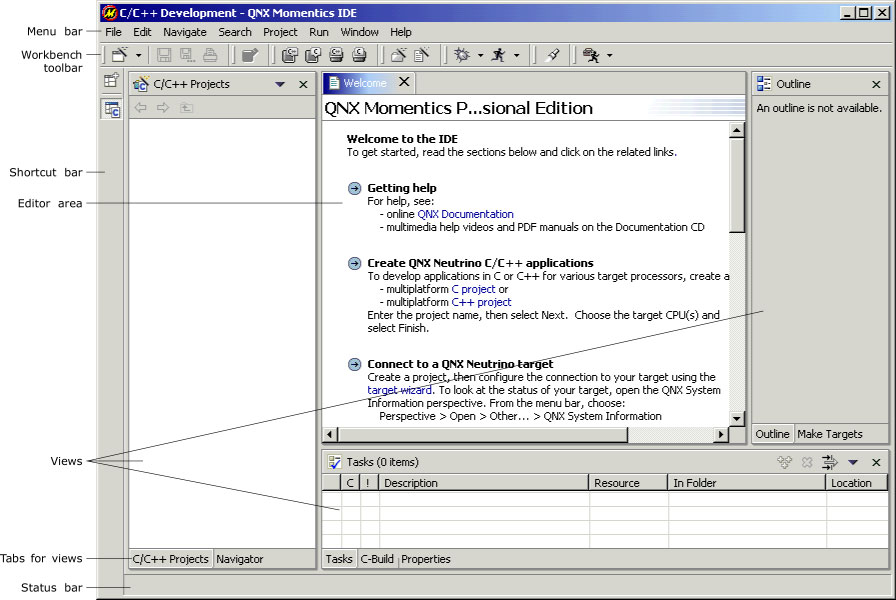 C/C++ Development - QNX Momentics IDE
Menu bar
File Edit Navigate Search Project Run Window Help
Workbench
toolbar
C/C++ Projects
Welcome
Outline
QNX Momentics P...sional Edition
An outline is not available.
Welcome to the IDE
To get started, read the sections below and click on the related links.
Shortcut bar
Editor area
Getting help
For help, see:
- online QNX Documentation
- multimedia help videos and PDF manuals on the Documentation CD
Create QNX Neutrino C/C++ applications
To develop applications in C or C++ for various target processors, create a
- multiplatform C project or
- multiplatform C++ project
Enter the project name, then select Next. Choose the target CPU(s) and
select Finish.
Connect to a QNX Neutrino target
Create a project, then configure the connection to your target using the
target wizard. To look at the status of your target, open the QNX System
Information perspective. From the menu bar, choose:
Perspective > Open > Other... > QNX System Information
Outline Make Targets
Views
Tasks (0 items)
C ! Description Resource In Folder Location
Tabs for views
C/C++ Projects Navigator
Tasks C-Build Properties
Status bar